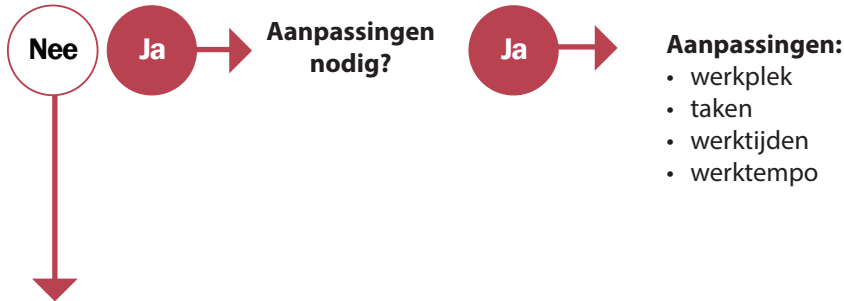 Nee
Ja
Aanpassingen
nodig?
Ja
Aanpassingen:
• werkplek
• taken
• werktijden
• werktempo